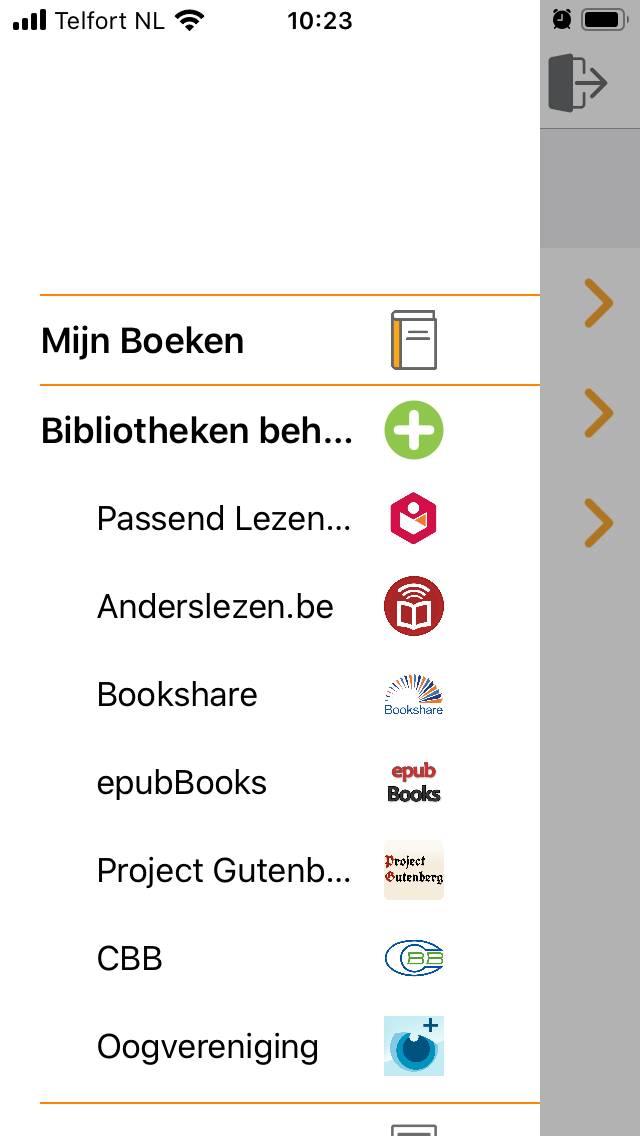 Telfort NL 10:23
Mijn Boeken
Bibliotheken beh...
Passend Lezen...
Anderslezen.be
Bookshare
Bookshare
epubBooks
epub
Books
Project Gutenb...
Project
Gutenberg
CBB
CBB
Oogvereniging